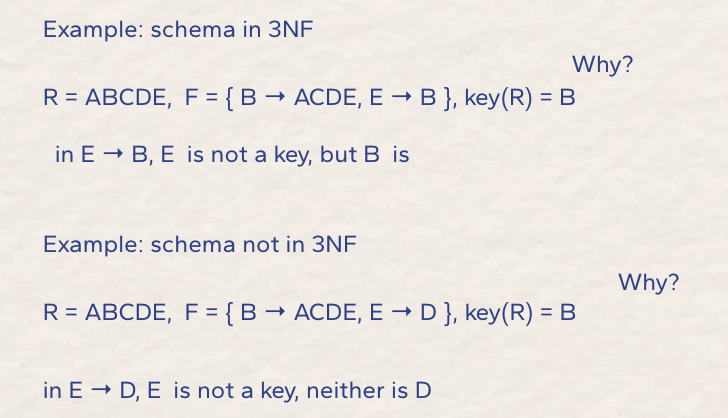 Example: schema in 3NF
Why?
R = ABCDE, F = { B → ACDE, E → B }, key(R) = B
in E → B, E is not a key, but B is
Example: schema not in 3NF
Why?
R = ABCDE, F = { B → ACDE, E → D }, key(R) = B
in E → D, E is not a key, neither is D